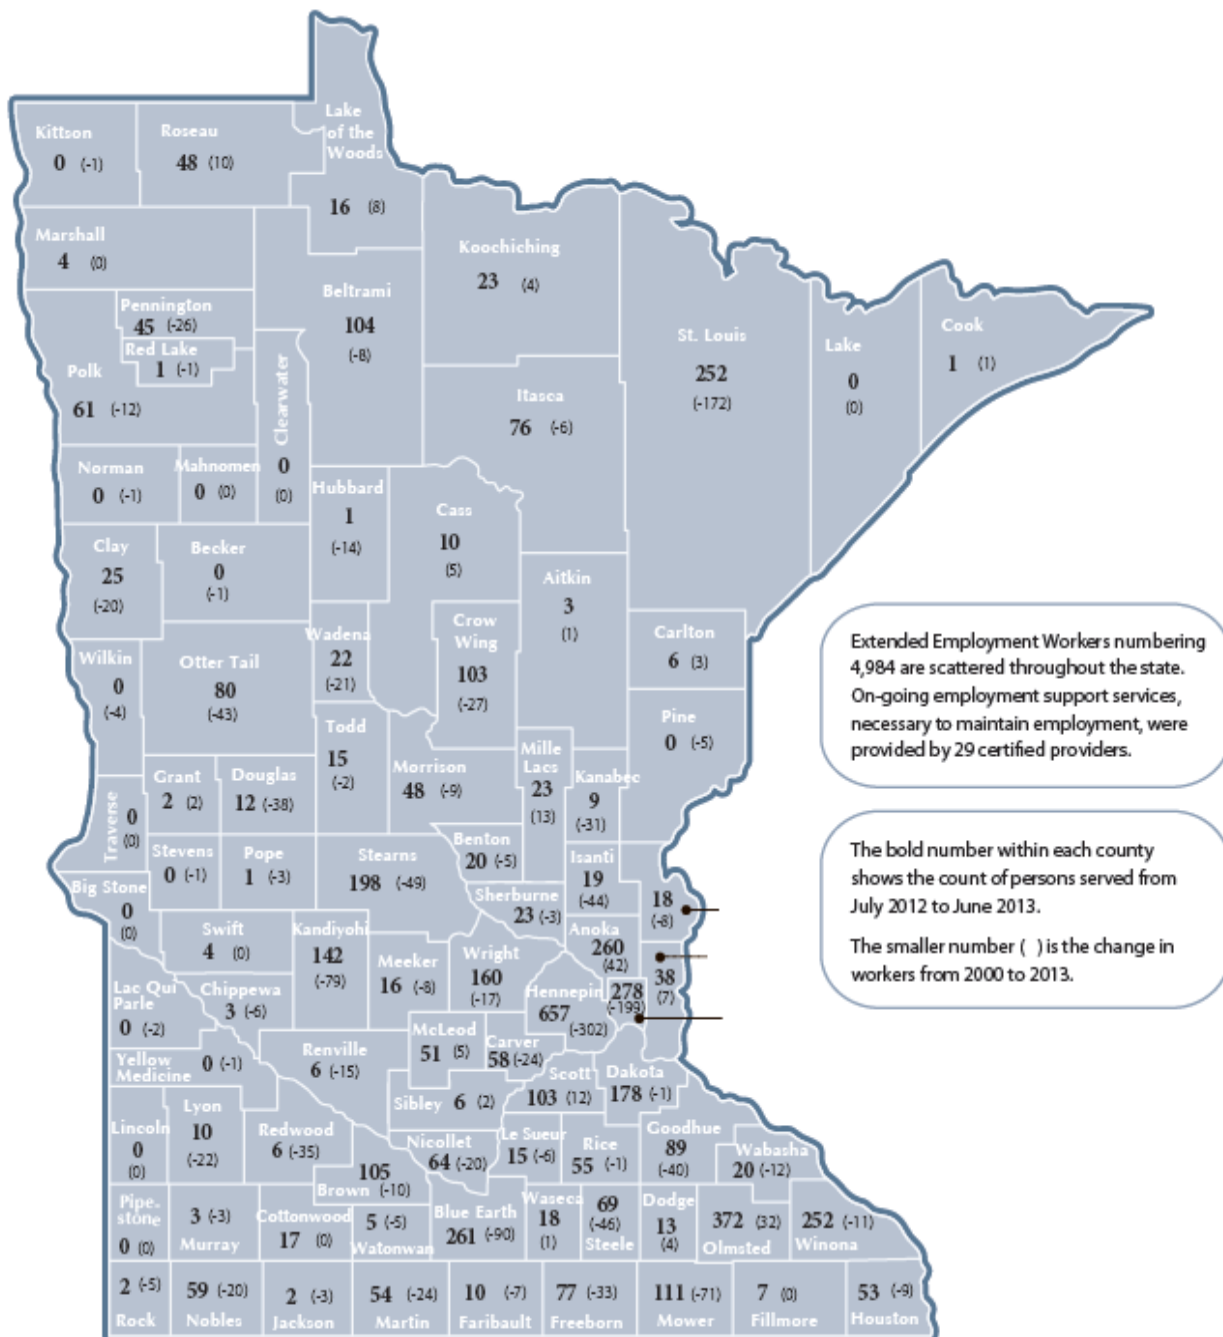 Lake
of the
Woods
16 (8)
Kittson
0 (-1)
Roseau
48 (10)
Marshall
4 (0)
Koochiching
23 (4)
Beltrami
104
(-8)
Pennington
45 (-26)
Red Lake
1 (-1)
Polk
61 (-12)
Clearwater
0
(0)
St. Louis
252
(-172)
Lake
0
(0)
Cook
1 (1)
Itasca
76 (-6)
Norman
0 (-1)
Mahnomen
0 (0)
Hubbard
1
(-14)
Cass
10
(5)
Clay
25
(-20)
Becker
0
(-1)
Aitkin
3
(1)
Wadena
22
(-21)
Crow
Wing
103
(-27)
Carlton
6 (3)
Wilkin
0
(-4)
Otter Tail
80
(-43)
Pine
0 (-5)
Todd
15
(-2)
Morrison
48 (-9)
Mille
Lacs
23
(13)
Kanabec
9
(-31)
Grant
2 (2)
Douglas
12 (-38)
Traverse
0
(0)
Stevens
0 (-1)
Pope
1 (-3)
Stearns
198 (-49)
Benton
20 (-5)
Isanti
19
(-44)
18
(-8)
Big Stone
0
(0)
Sherburne
23 (-3)
Swift
4 (0)
Kandiyohi
142
(-79)
Meeker
16 (-8)
Wright
160
(-17)
Anoka
260
(42)
38
(7)
278
(-199)
Hennepin
657
(-302)
Lac Qui
Parle
0 (-2)
Chippewa
3 (-6)
McLeod
51 (5)
Carver
58 (-24)
Renville
6 (-15)
Yellow
Medicine
0 (-1)
Scott
103 (12)
Dakota
178 (-1)
Sibley 6 (2)
Lincoln
0
(0)
Lyon
10
(-22)
Redwood
6 (-35)
Nicollet
64 (-20)
Le Sueur
15 (-6)
Rice
55 (-1)
Goodhue
89
(-40)
Wabasha
20 (-12)
105
Brown (-10)
Pipe-
stone
0 (0)
3 (-3)
Murray
Cottonwood
17 (0)
5 (-5)
Watonwan
Blue Earth
261 (-90)
Waseca
18
(1)
69
(-46)
Steele
Dodge
13
(4)
372 (32)
Olmsted
252 (-11)
Winona
2 (-5)
Rock
59 (-20)
Nobles
2 (-3)
Jackson
54 (-24)
Martin
10 (-7)
Faribault
77 (-33)
Freeborn
111 (-71)
Mower
7 (0)
Fillmore
53 (-9)
Houston
Extended Employment Workers numbering
4,984 are scattered throughout the state.
On-going employment support services,
necessary to maintain employment, were
provided by 29 certified providers.
The bold number within each county
shows the count of persons served from
July 2012 to June 2013.
The smaller number ( ) is the change in
workers from 2000 to 2013.